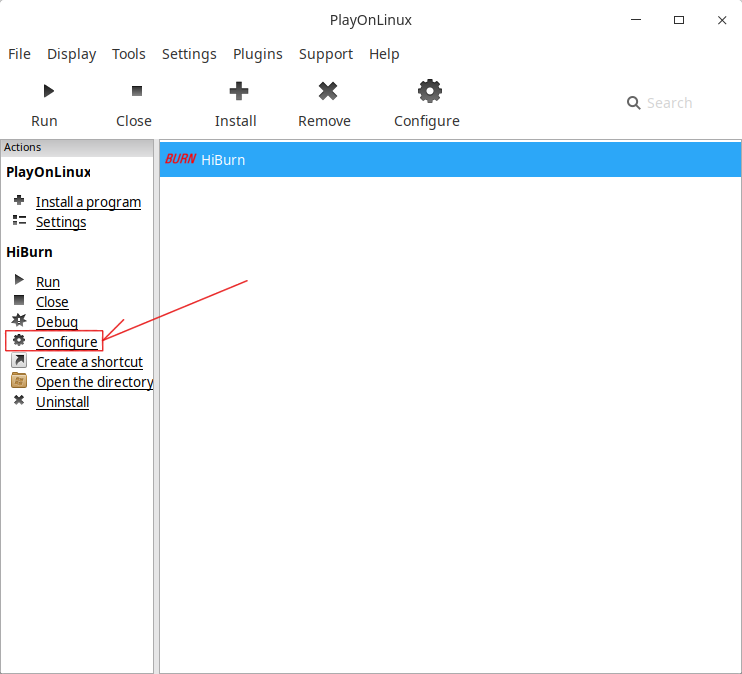 PlayOnLinux
File Display Tools Settings Plugins Support Help
Run Close Install Remove Configure Search
Actions
PlayOnLinux
Install a program
Settings
HiBurn
Run
Close
Debug
Configure
Create a shortcut
Open the directory
Uninstall
BURN HiBurn